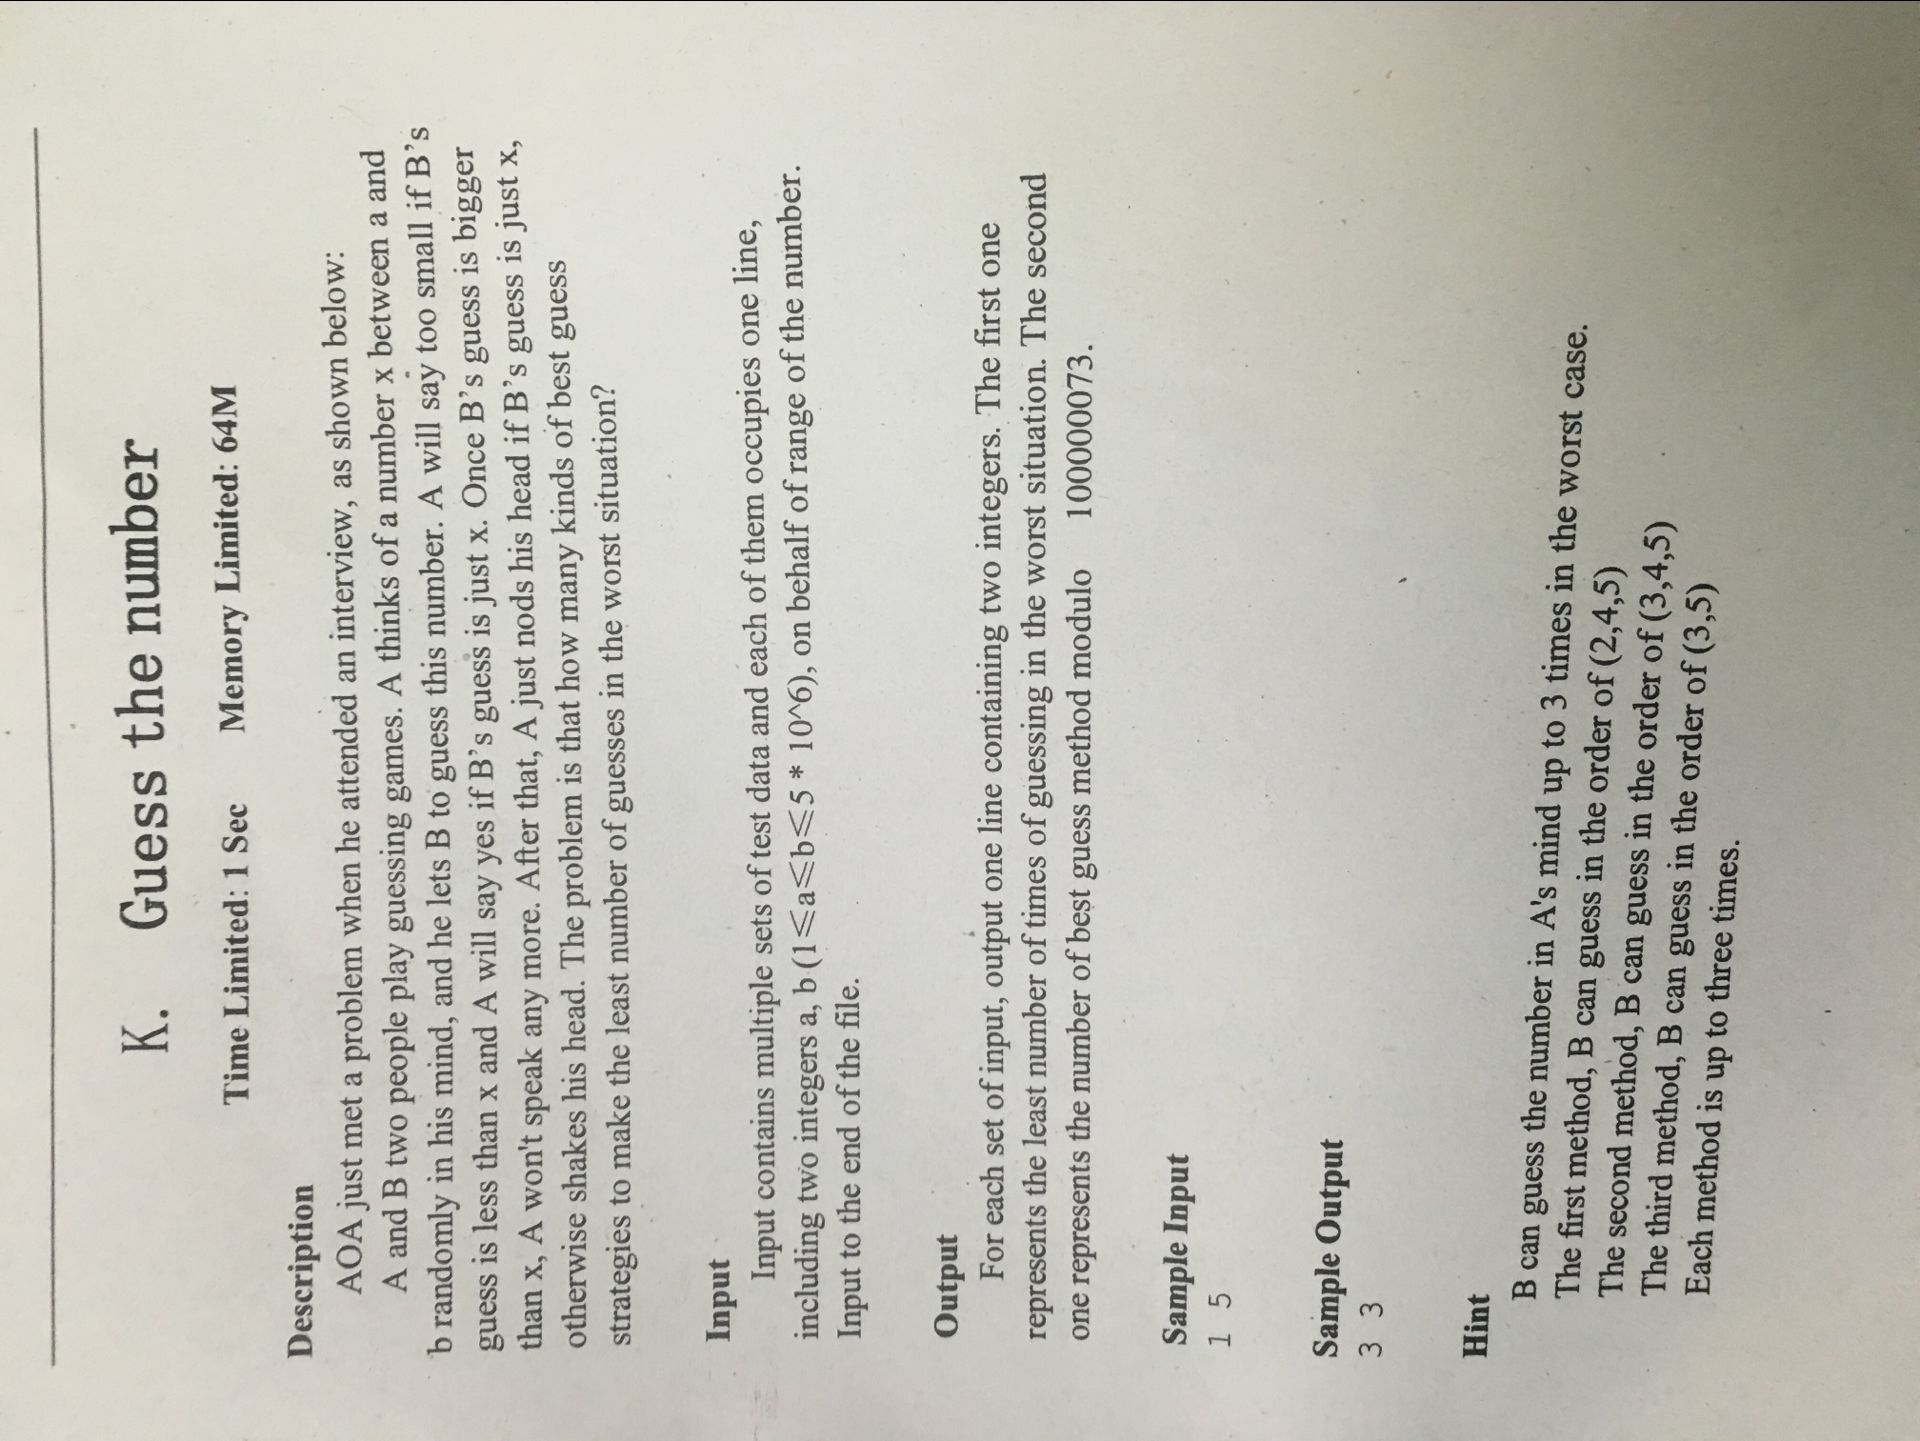 K. Guess the number
Time Limited: 1 Sec Memory Limited: 64M
Description
AOA just met a problem when he attended an interview, as shown below:
A and B two people play guessing games. A thinks of a number x between a and
b randomly in his mind, and he lets B to guess this number. A will say too small if B's
guess is less than x and A will say yes if B's guess is just x. Once B's guess is bigger
than x, A won't speak any more. After that, A just nods his head if B's guess is just x,
otherwise shakes his head. The problem is that how many kinds of best guess
strategies to make the least number of guesses in the worst situation?
Input
Input contains multiple sets of test data and each of them occupies one line,
including two integers a, b (1⩽a⩽b⩽5 * 10^6), on behalf of range of the number.
Input to the end of the file.
Output
For each set of input, output one line containing two integers. The first one
represents the least number of times of guessing in the worst situation. The second
one represents the number of best guess method modulo 100000073.
Sample Input
1 5
Sample Output
3 3
Hint
B can guess the number in A's mind up to 3 times in the worst case.
The first method, B can guess in the order of (2,4,5)
The second method, B can guess in the order of (3,4,5)
The third method, B can guess in the order of (3,5)
Each method is up to three times.